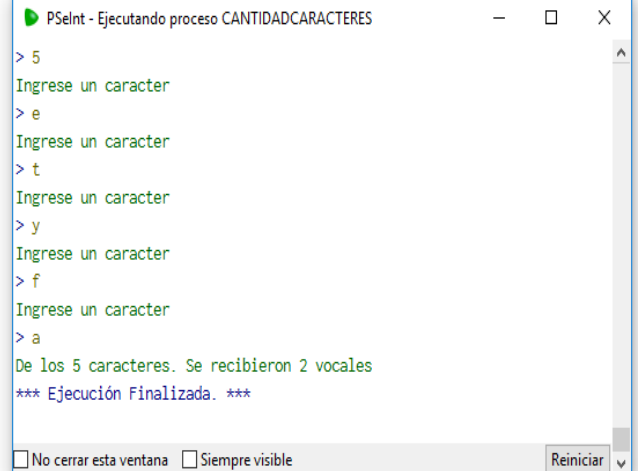 PSeInt - Ejecutando proceso CANTIDADCARACTERES
> 5
Ingrese un caracter
> e
Ingrese un caracter
> t
Ingrese un caracter
> y
Ingrese un caracter
> f
Ingrese un caracter
> a
De los 5 caracteres. Se recibieron 2 vocales
*** Ejecución Finalizada. ***
No cerrar esta ventana Siempre visible Reiniciar